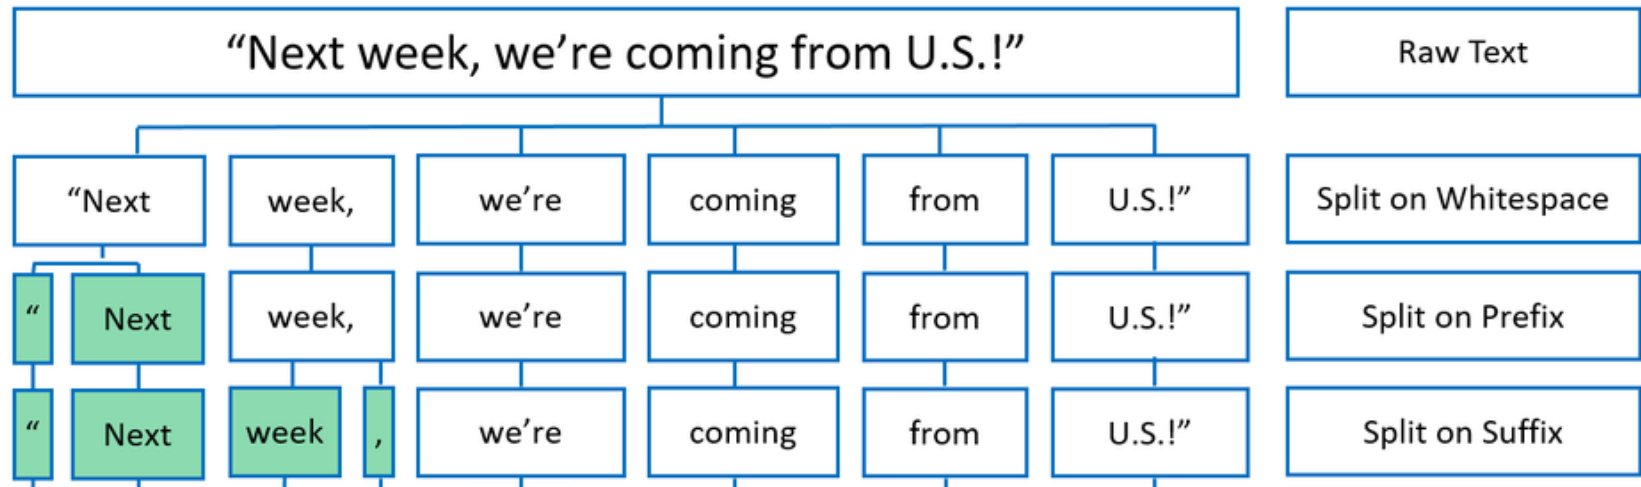 “Next week, we’re coming from U.S.!” Raw Text
“Next week, we’re coming from U.S.!” Split on Whitespace
“ Next week, we’re coming from U.S.!” Split on Prefix
“ Next week , we’re coming from U.S.!” Split on Suffix